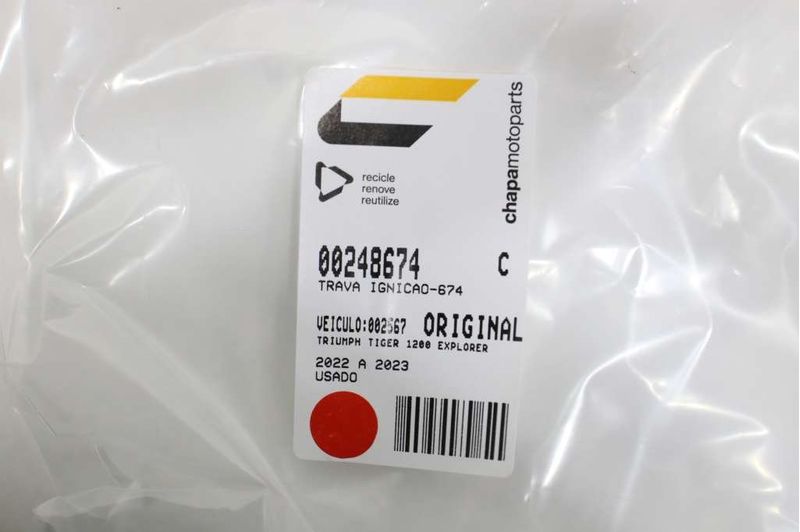 chapamotoparts
recicle
renove
reutilize
00248674 C
TRAVA IGNICAO-674
VEICULO:002567 ORIGINAL
TRIUMPH TIGER 1200 EXPLORER
2022 A 2023
USADO